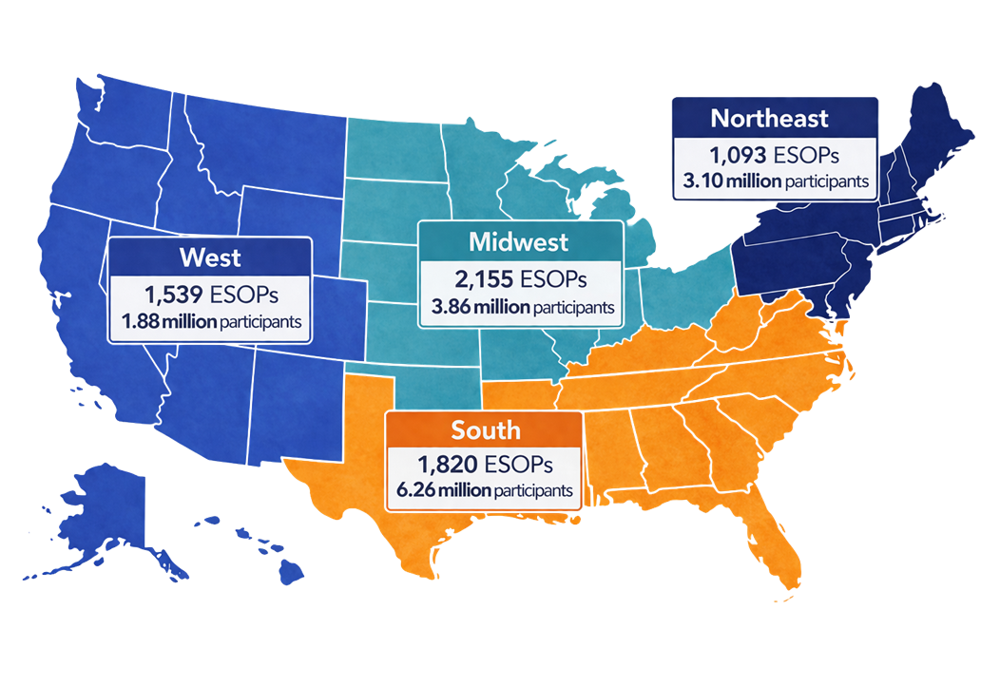 Northeast
1,093 ESOPs
3.10 million participants
West
1,539 ESOPs
1.88 million participants
Midwest
2,155 ESOPs
3.86 million participants
South
1,820 ESOPs
6.26 million participants